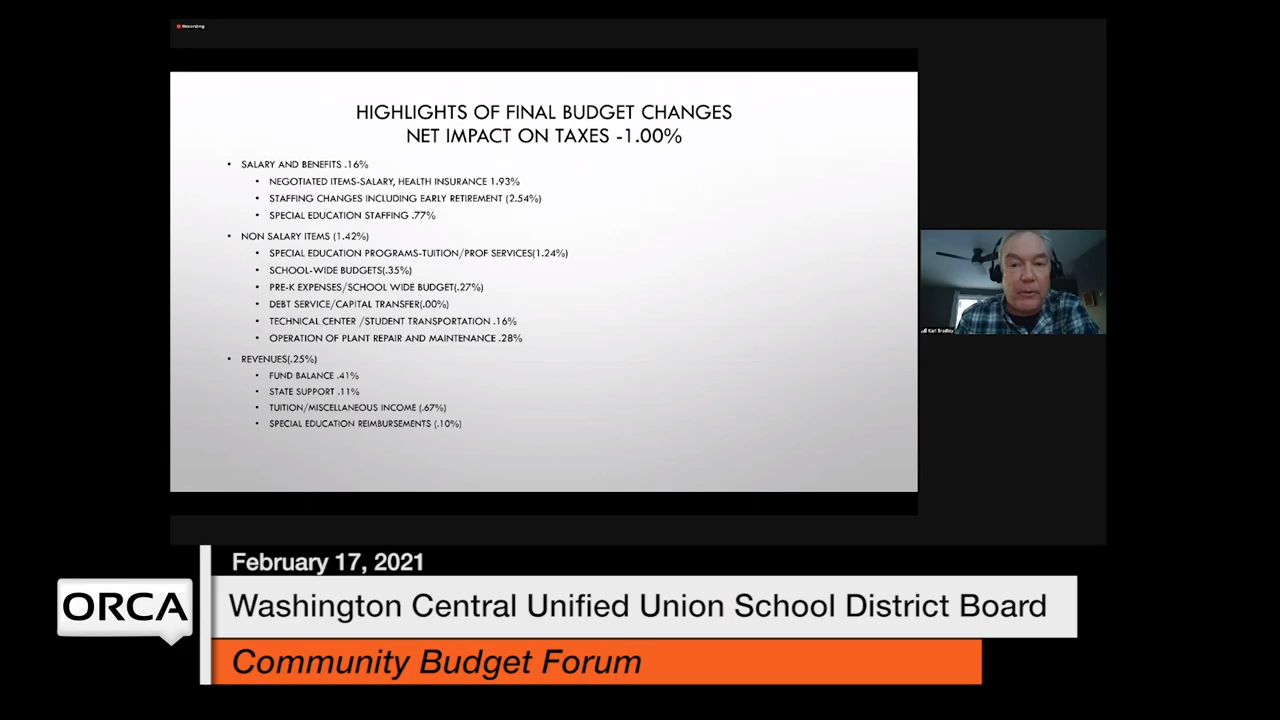 Recording
HIGHLIGHTS OF FINAL BUDGET CHANGES
NET IMPACT ON TAXES -1.00%
• SALARY AND BENEFITS .16%
• NEGOTIATED ITEMS-SALARY, HEALTH INSURANCE 1.93%
• STAFFING CHANGES INCLUDING EARLY RETIREMENT (2.54%)
• SPECIAL EDUCATION STAFFING .77%
• NON SALARY ITEMS (1.42%)
• SPECIAL EDUCATION PROGRAMS-TUITION/PROF SERVICES(1.24%)
• SCHOOL-WIDE BUDGETS(.35%)
• PRE-K EXPENSES/SCHOOL WIDE BUDGET(.27%)
• DEBT SERVICE/CAPITAL TRANSFER(.00%)
• TECHNICAL CENTER /STUDENT TRANSPORTATION .16%
• OPERATION OF PLANT REPAIR AND MAINTENANCE .28%
• REVENUES(.25%)
• FUND BALANCE .41%
• STATE SUPPORT .11%
• TUITION/MISCELLANEOUS INCOME (.67%)
• SPECIAL EDUCATION REIMBURSEMENTS (.10%)
Karl Bradley
February 17, 2021
ORCA
Washington Central Unified Union School District Board
Community Budget Forum